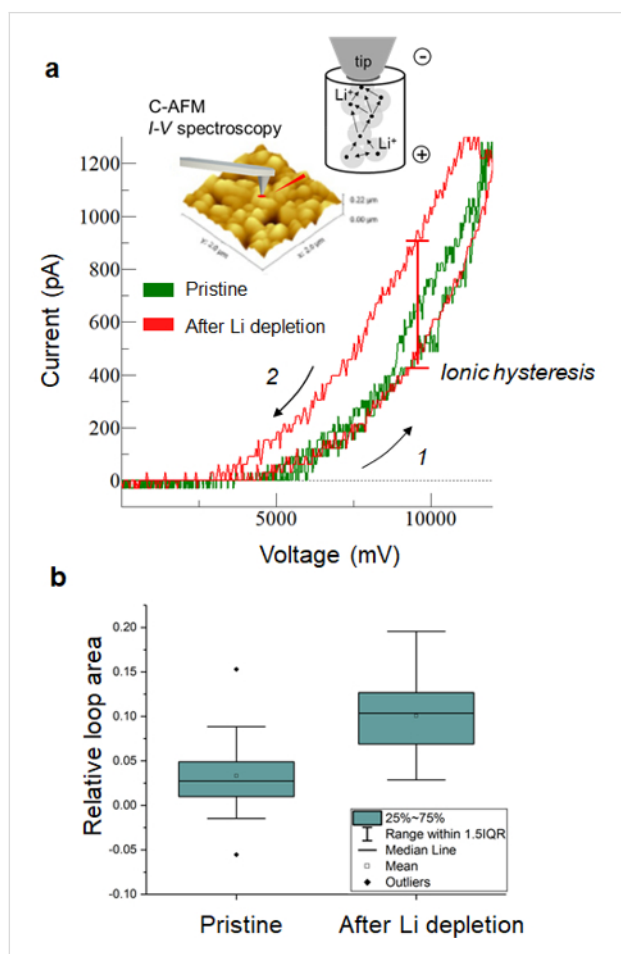 a
tip
Li⁺
Li⁺
C-AFM
I-V spectroscopy
0.22 µm
0.00 µm
y: 2.0 µm
x: 2.0 µm
Pristine
After Li depletion
Ionic hysteresis
2
1
Current (pA)
1200
1000
800
600
400
200
0
5000
10000
Voltage (mV)
b
Relative loop area
0.20
0.15
0.10
0.05
0.00
-0.05
-0.10
25%~75%
Range within 1.5IQR
Median Line
Mean
Outliers
Pristine
After Li depletion